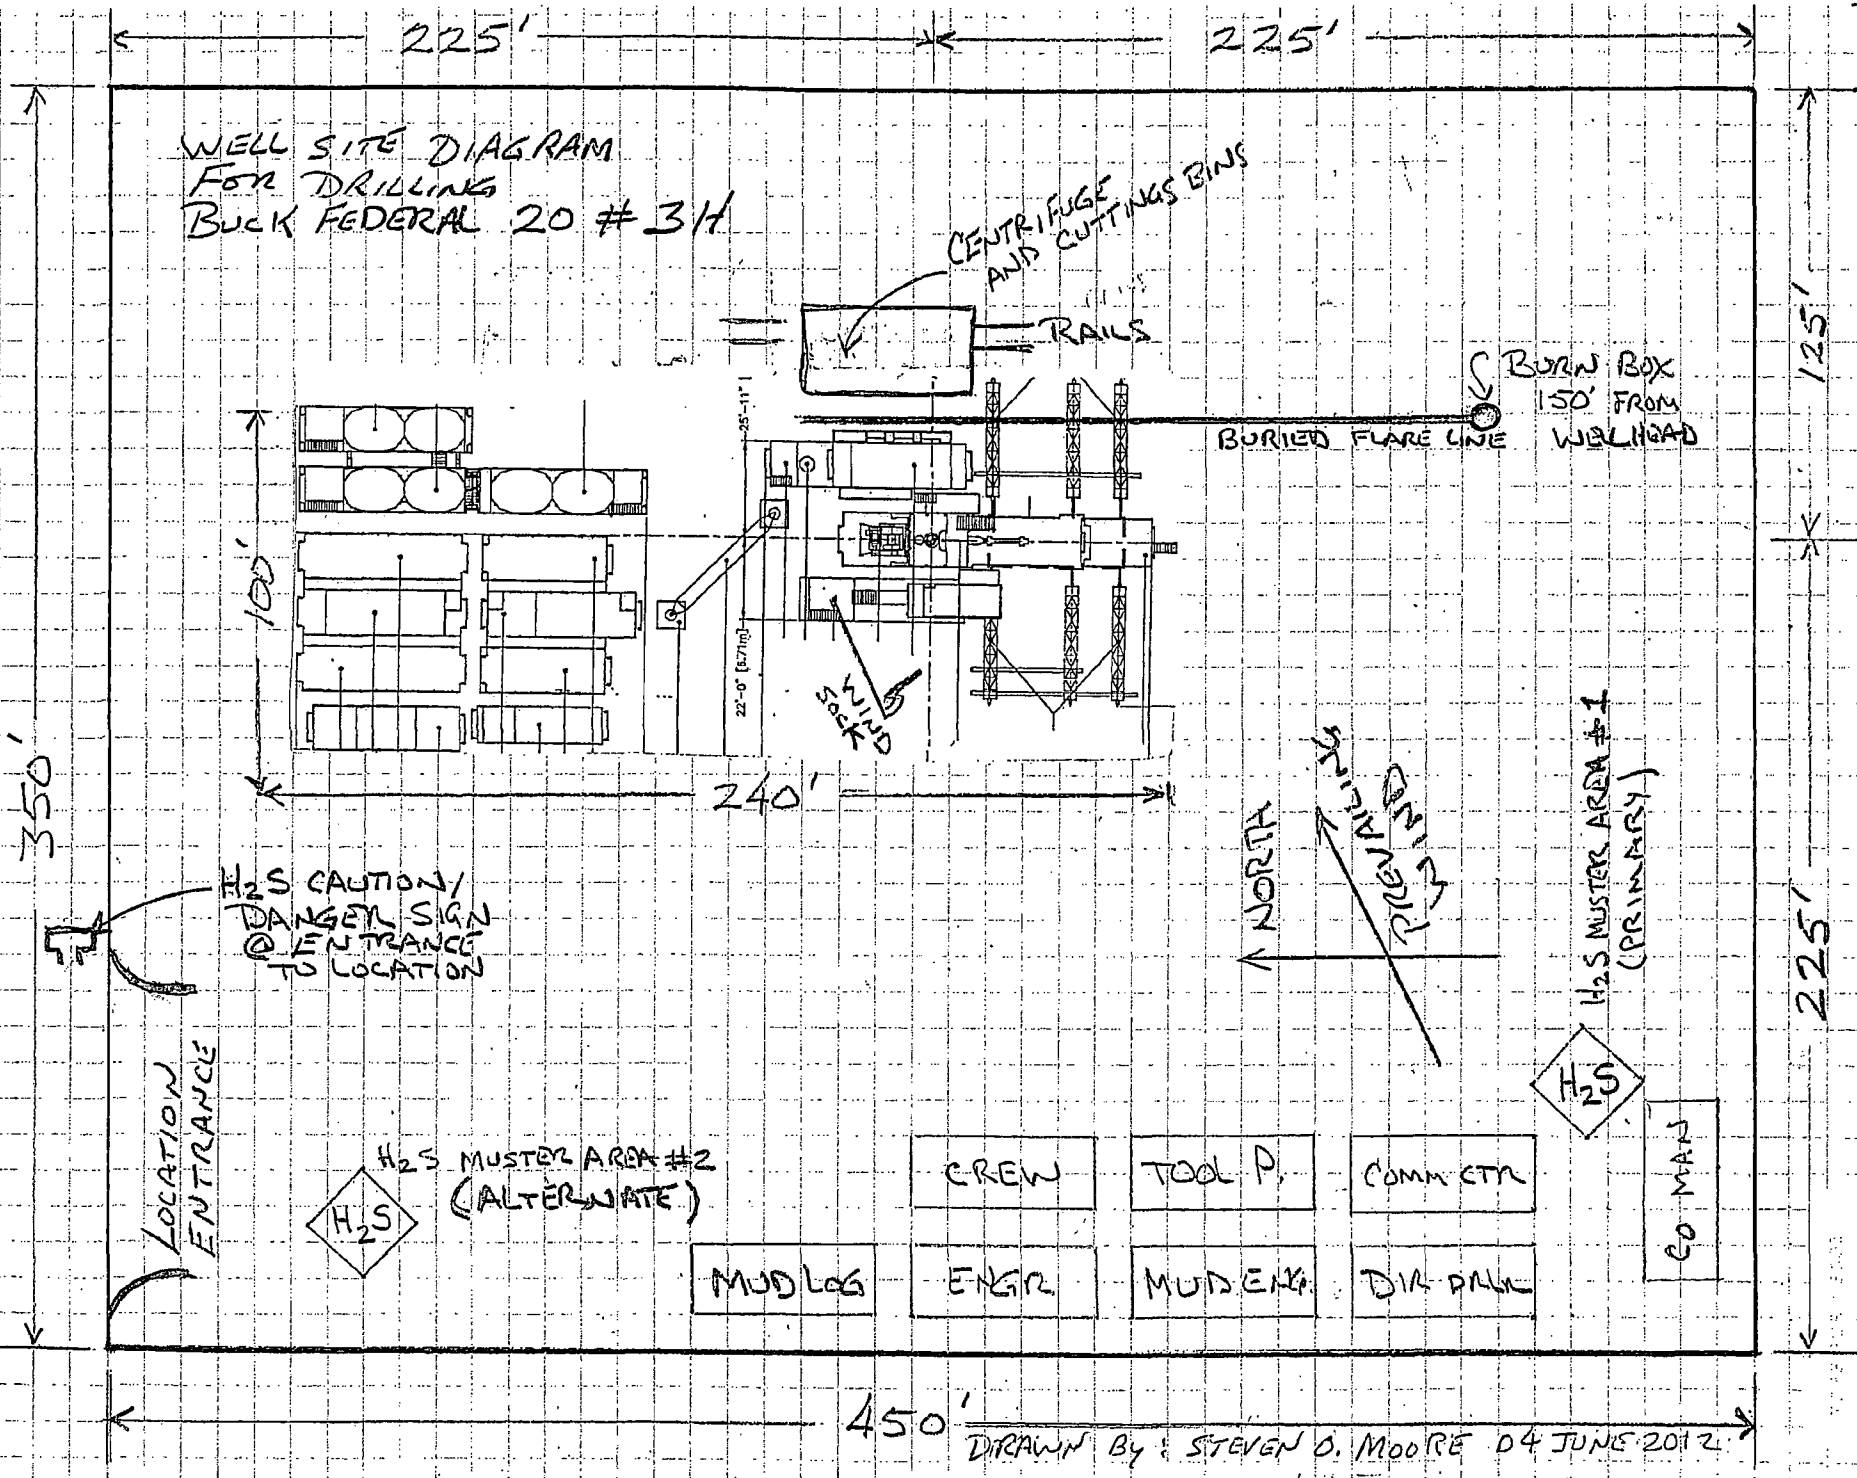 225' 225'
WELL SITE DIAGRAM
FOR DRILLING
BUCK FEDERAL 20 # 3H
CENTRIFUGE
AND CUTTINGS BINS
RAILS
125'
BURN BOX
150' FROM
WELLHEAD
BURIED FLARE LINE
25'-11"
100'
22'-0" [6.71m]
WIND
SOCK
240'
350'
H2S CAUTION/
DANGER SIGN
@ ENTRANCE
TO LOCATION
NORTH
PREVAILING
WIND
H2S MUSTER AREA #1
(PRIMARY)
225'
H2S
LOCATION
ENTRANCE
H2S MUSTER AREA #2
(ALTERNATE)
H2S
CREW
TOOL P.
COMM CTR
CO MAN
MUD LOG
ENGR
MUD ENG.
DIR DRLR
450'
DRAWN By: STEVEN O. MOORE 04 JUNE 2012